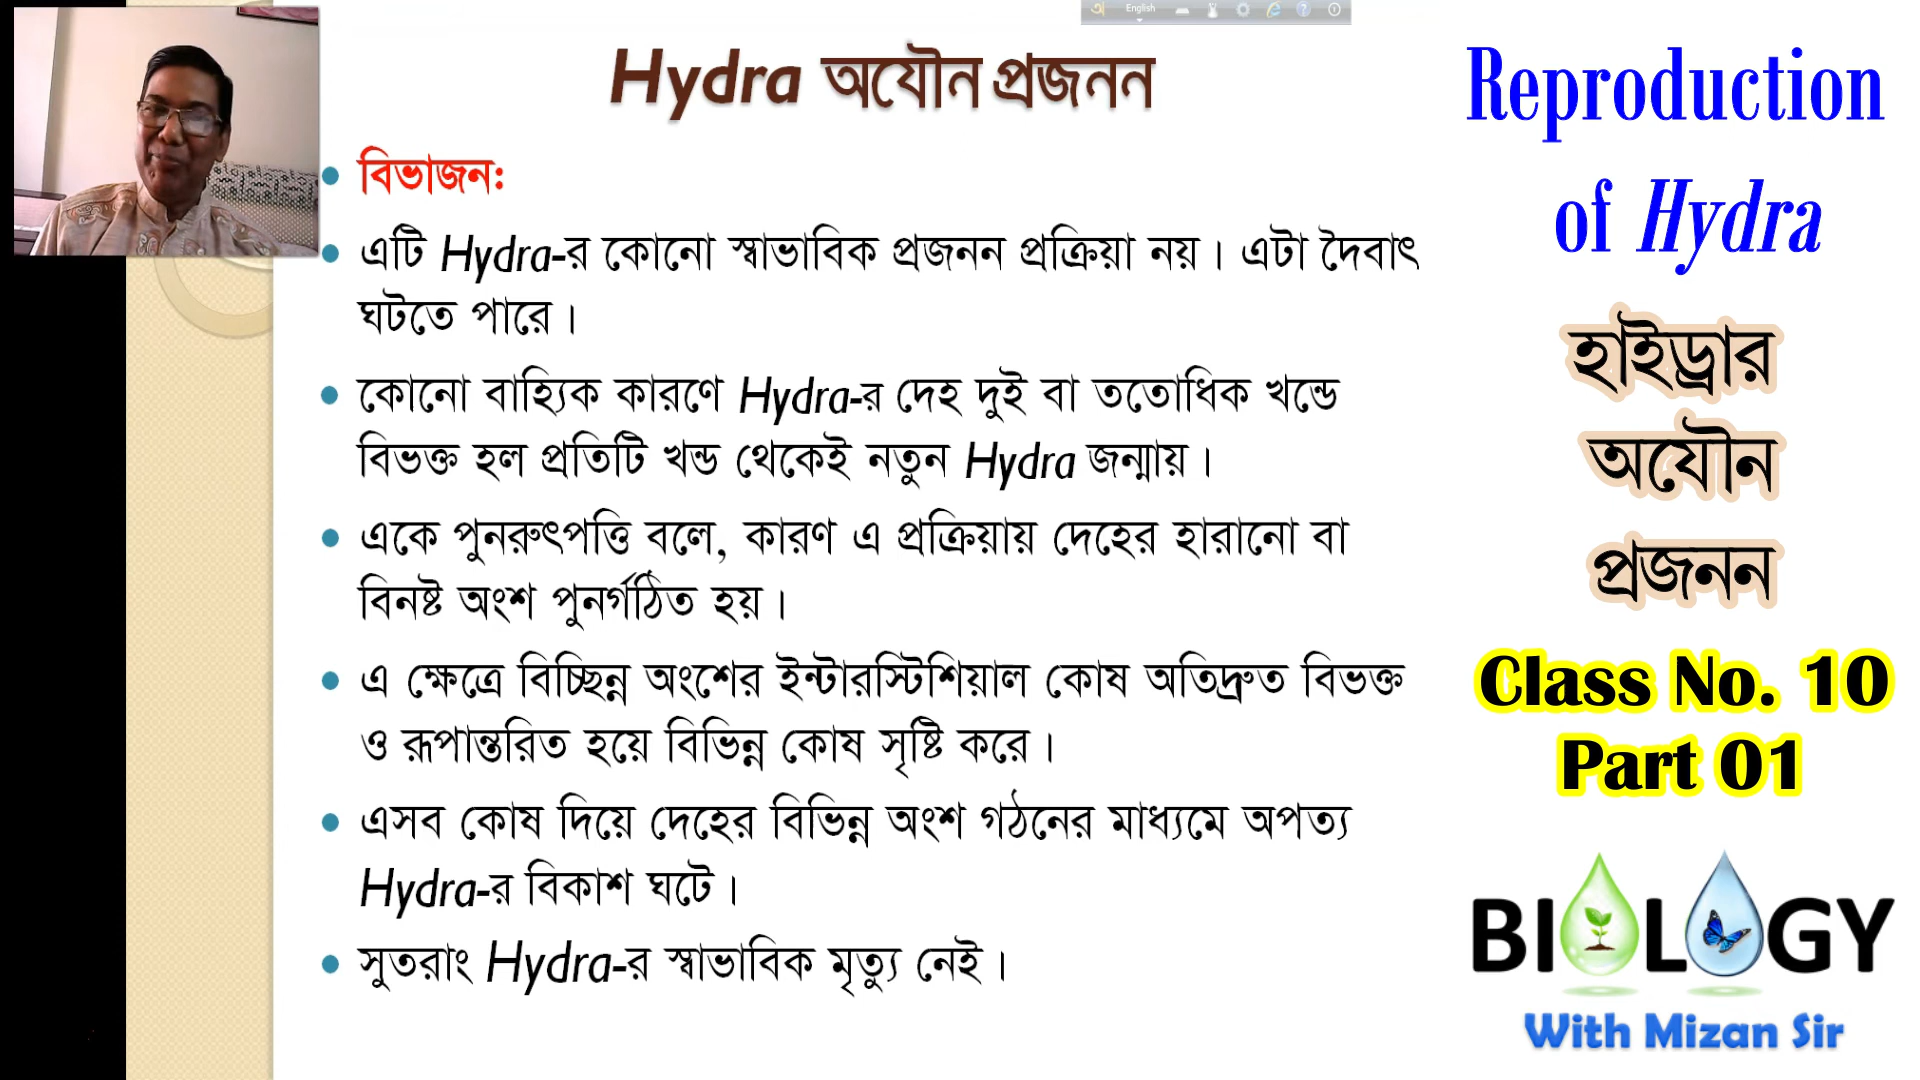 English
Hydra অযৌন প্রজনন
বিভাজন:
এটি Hydra-র কোনো স্বাভাবিক প্রজনন প্রক্রিয়া নয়। এটা দৈবাৎ
ঘটতে পারে।
কোনো বাহ্যিক কারণে Hydra-র দেহ দুই বা ততোধিক খন্ডে
বিভক্ত হল প্রতিটি খন্ড থেকেই নতুন Hydra জন্মায়।
একে পুনরুৎপত্তি বলে, কারণ এ প্রক্রিয়ায় দেহের হারানো বা
বিনষ্ট অংশ পুনর্গঠিত হয়।
এ ক্ষেত্রে বিচ্ছিন্ন অংশের ইন্টারস্টিশিয়াল কোষ অতিদ্রুত বিভক্ত
ও রূপান্তরিত হয়ে বিভিন্ন কোষ সৃষ্টি করে।
এসব কোষ দিয়ে দেহের বিভিন্ন অংশ গঠনের মাধ্যমে অপত্য
Hydra-র বিকাশ ঘটে।
সুতরাং Hydra-র স্বাভাবিক মৃত্যু নেই।
Reproduction
of Hydra
হাইড্রার
অযৌন
প্রজনন
Class No. 10
Part 01
BIOLOGY
With Mizan Sir